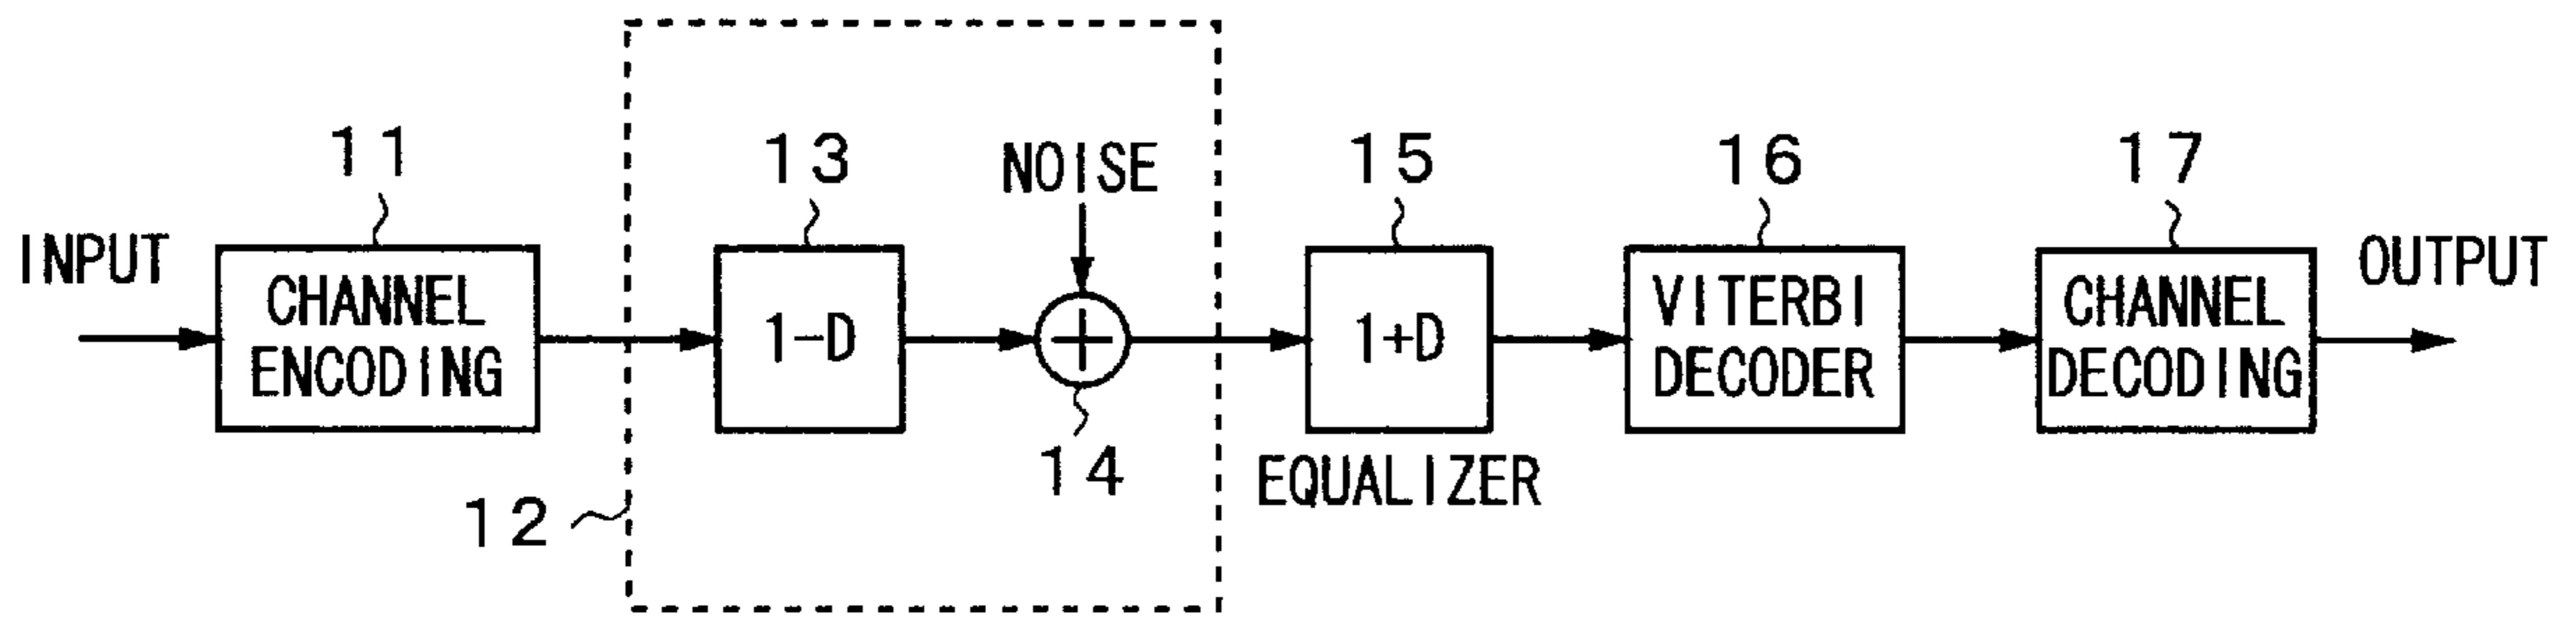 11
13
NOISE
15
16
17
INPUT
CHANNEL
ENCODING
1-D
+
1+D
VITERBI
DECODER
CHANNEL
DECODING
OUTPUT
14
EQUALIZER
12